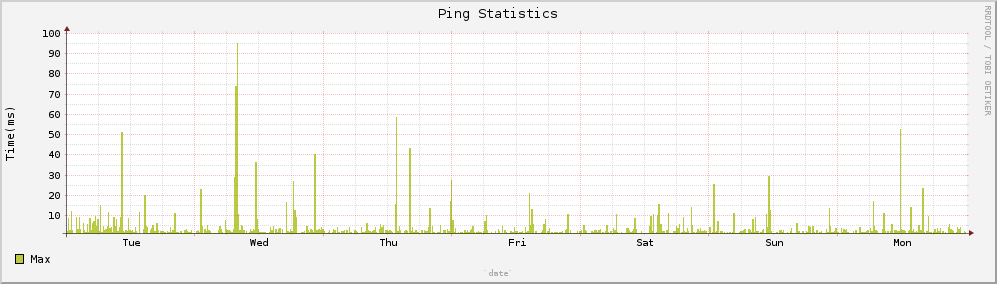 Ping Statistics
RRDTOOL / TOBI OETIKER
Time(ms)
100
90
80
70
60
50
40
30
20
10
Tue Wed Thu Fri Sat Sun Mon
Max
`date`